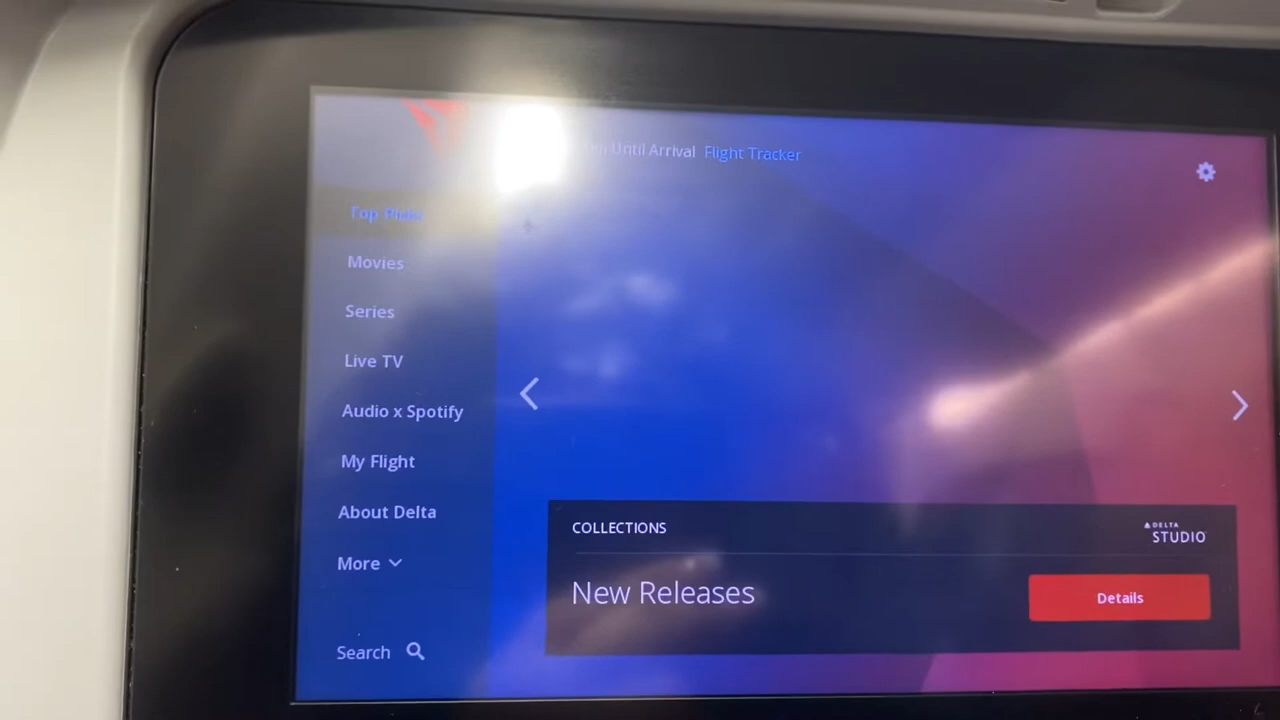 Until Arrival Flight Tracker
Top Picks
Movies
Series
Live TV
Audio x Spotify
My Flight
About Delta
More
Search
COLLECTIONS
DELTA
STUDIO
New Releases
Details